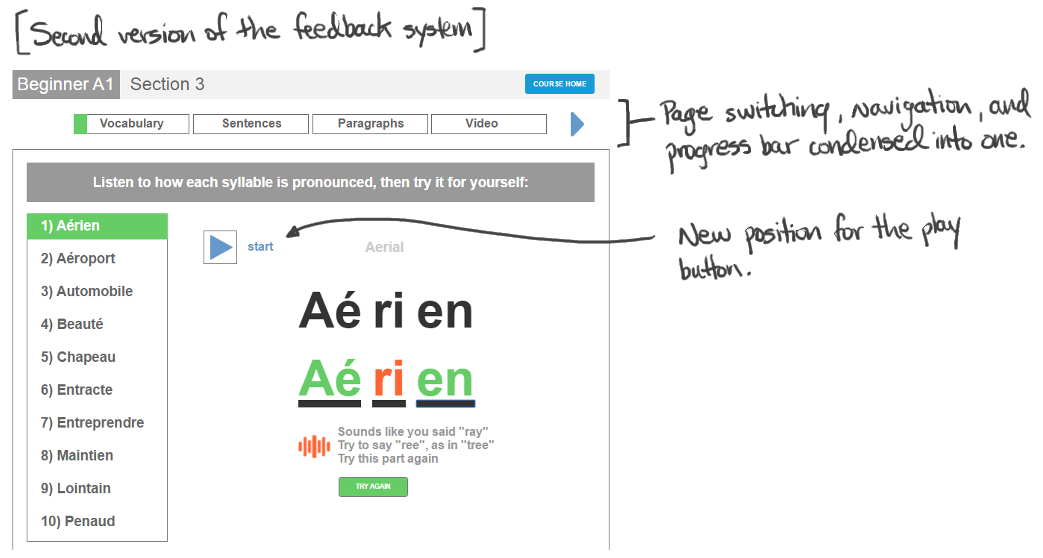 [Second version of the feedback system]
Beginner A1 Section 3
COURSE HOME
Vocabulary Sentences Paragraphs Video
Page switching, navigation, and
progress bar condensed into one.
Listen to how each syllable is pronounced, then try it for yourself:
1) Aérien
2) Aéroport
3) Automobile
4) Beauté
5) Chapeau
6) Entracte
7) Entreprendre
8) Maintien
9) Lointain
10) Penaud
start
Aerial
New position for the play
button.
Aé ri en
Aé ri en
Sounds like you said "ray"
Try to say "ree", as in "tree"
Try this part again
TRY AGAIN